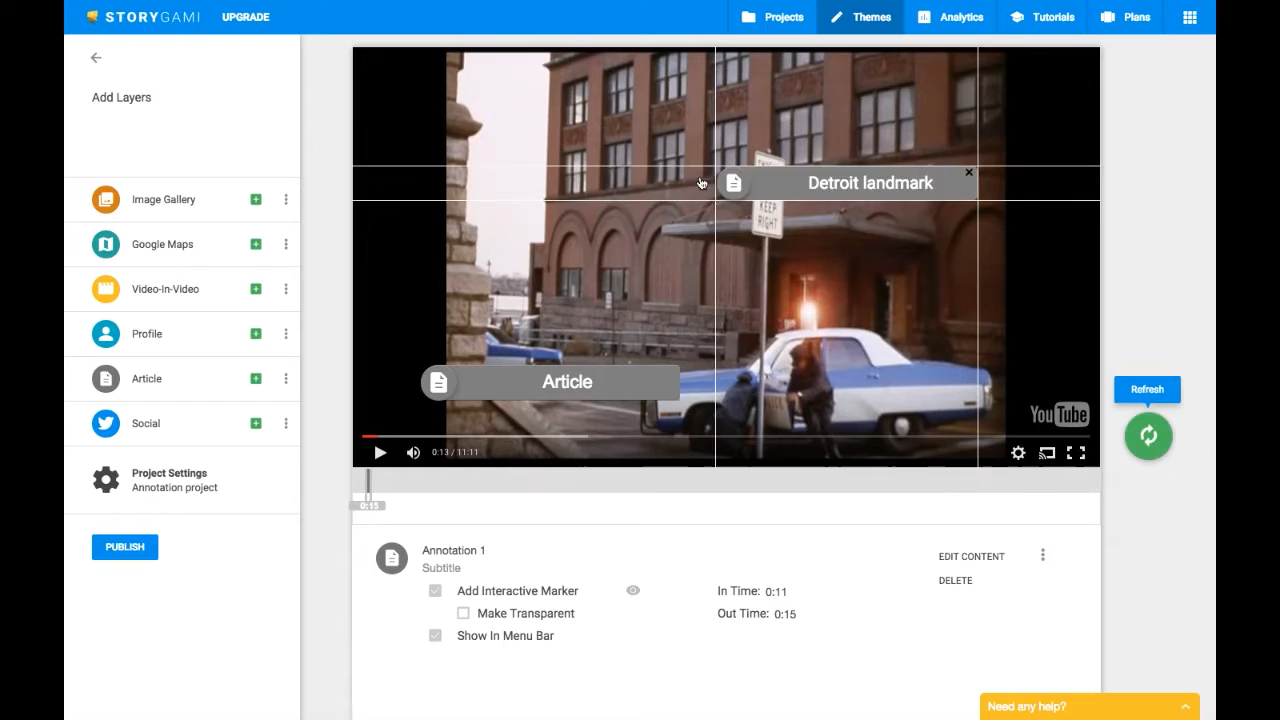 STORYGAMI
UPGRADE
Projects
Themes
Analytics
Tutorials
Plans
Add Layers
Image Gallery
Google Maps
Video-In-Video
Profile
Article
Social
Project Settings
Annotation project
PUBLISH
Detroit landmark
KEEP
RIGHT
Article
YouTube
0:13 / 11:11
0:15
Refresh
Annotation 1
Subtitle
Add Interactive Marker
Make Transparent
Show In Menu Bar
In Time: 0:11
Out Time: 0:15
EDIT CONTENT
DELETE
Need any help?